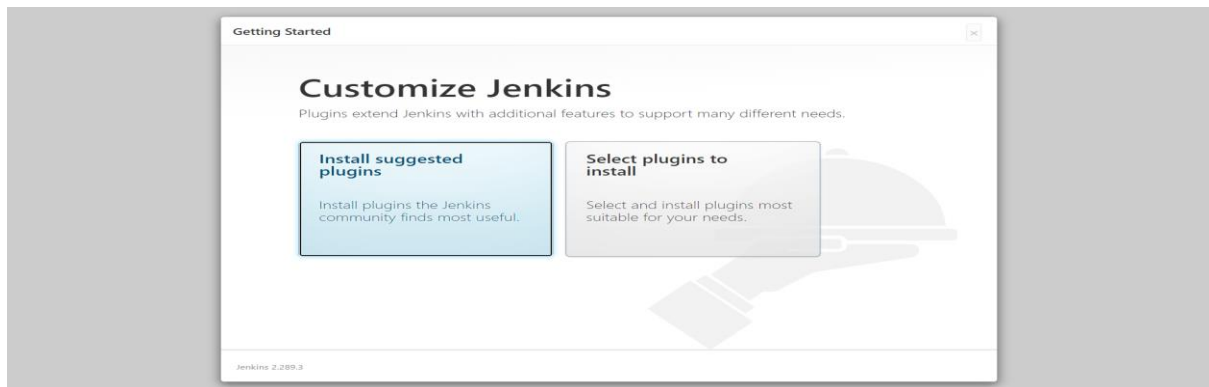 Getting Started
×
Customize Jenkins
Plugins extend Jenkins with additional features to support many different needs.
Install suggested
plugins
Install plugins the Jenkins
community finds most useful.
Select plugins to
install
Select and install plugins most
suitable for your needs.
Jenkins 2.289.3